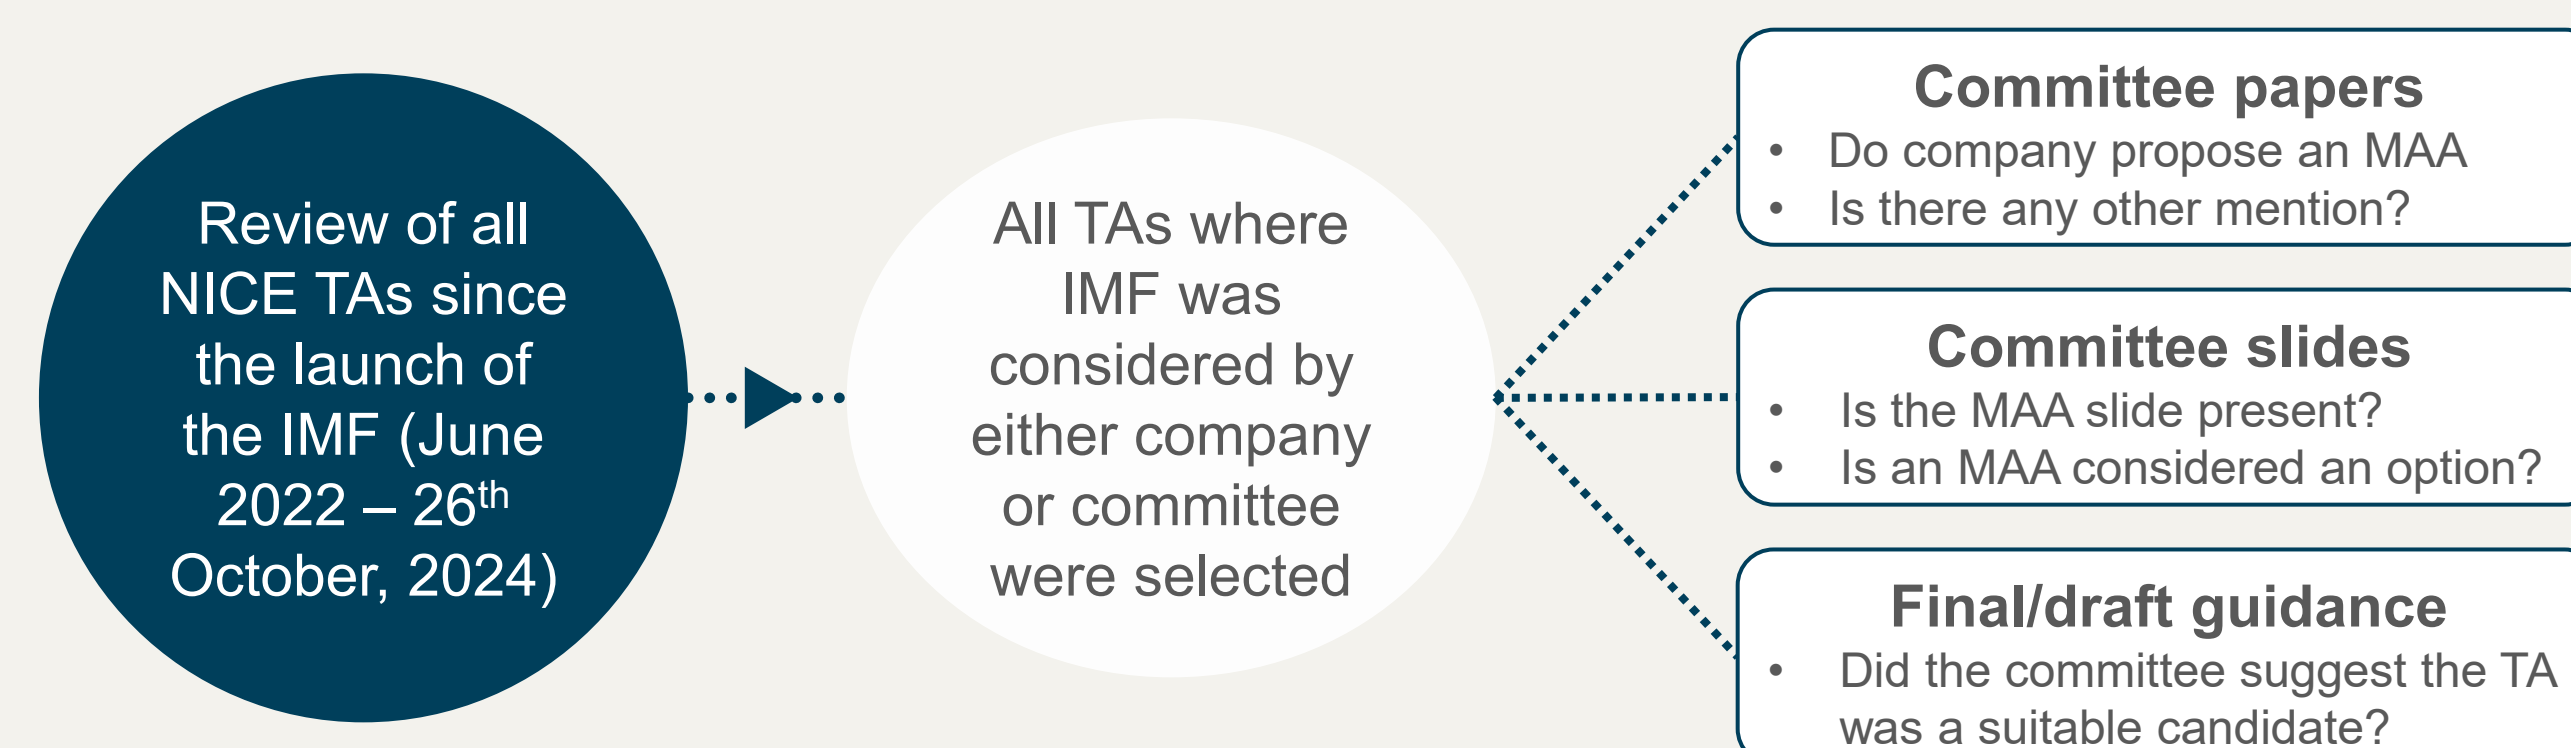 Review of all
NICE TAs since
the launch of
the IMF (June
2022 – 26th
October, 2024)
All TAs where
IMF was
considered by
either company
or committee
were selected
Committee papers
• Do company propose an MAA
• Is there any other mention?
Committee slides
• Is the MAA slide present?
• Is an MAA considered an option?
Final/draft guidance
• Did the committee suggest the TA
was a suitable candidate?